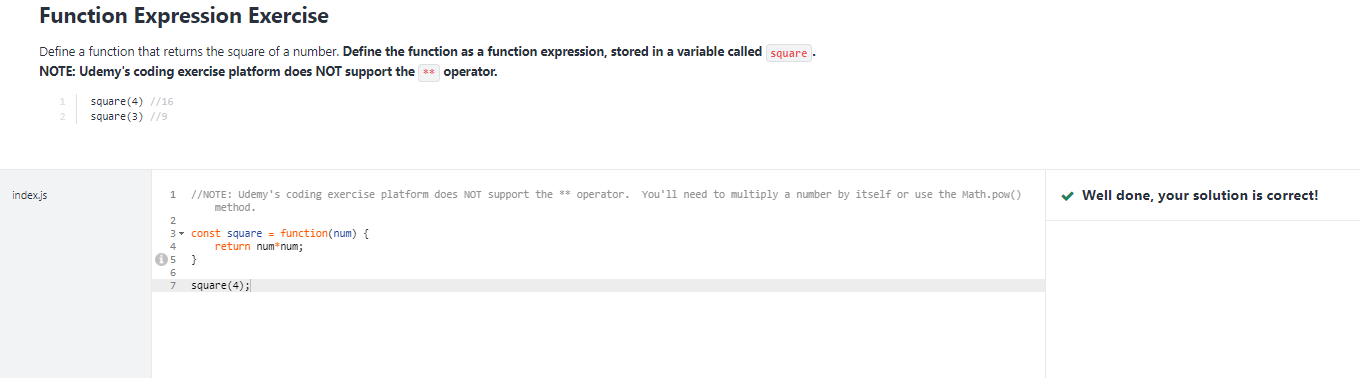 Function Expression Exercise
Define a function that returns the square of a number. Define the function as a function expression, stored in a variable called square.
NOTE: Udemy's coding exercise platform does NOT support the ** operator.
1 square(4) //16
2 square(3) //9
index.js
1 //NOTE: Udemy's coding exercise platform does NOT support the ** operator.  You'll need to multiply a number by itself or use the Math.pow()
method.
2
3 const square = function(num) {
4     return num*num;
5 }
6
7 square(4);
Well done, your solution is correct!